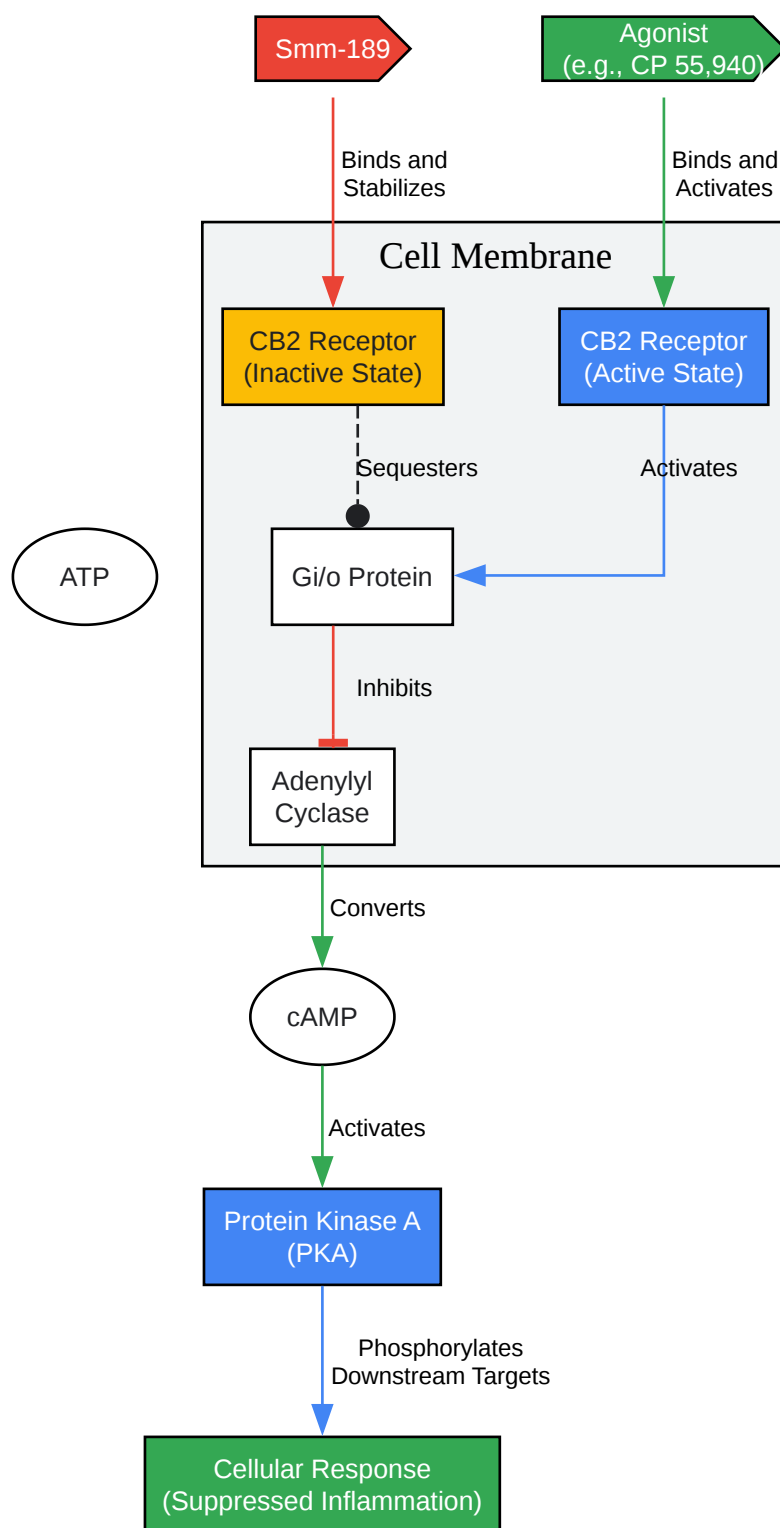 Smm-189
Agonist
(e.g., CP 55,940)
Binds and
Stabilizes
Binds and
Activates
Cell Membrane
CB2 Receptor
(Inactive State)
CB2 Receptor
(Active State)
Sequesters
Activates
ATP
Gi/o Protein
Inhibits
Adenylyl
Cyclase
Converts
cAMP
Activates
Protein Kinase A
(PKA)
Phosphorylates
Downstream Targets
Cellular Response
(Suppressed Inflammation)